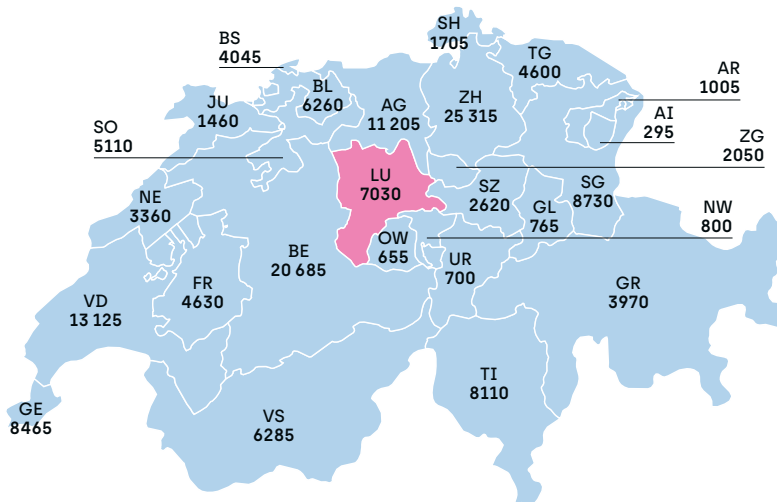 SH
1705
BS
4045
TG
4600
BL
6260
AR
1005
JU
1460
AG
11 205
ZH
25 315
AI
295
SO
5110
ZG
2050
LU
7030
SZ
2620
SG
8730
NE
3360
GL
765
NW
800
OW
655
BE
20 685
UR
700
FR
4630
GR
3970
VD
13 125
TI
8110
GE
8465
VS
6285